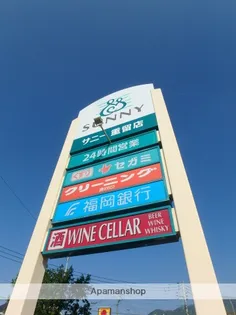 SUNNY
サニー重留店
24時間営業
セガミ
クリーニング
福岡銀行
酒 WINE CELLAR
BEER
WINE
WHISKY
Apamanshop